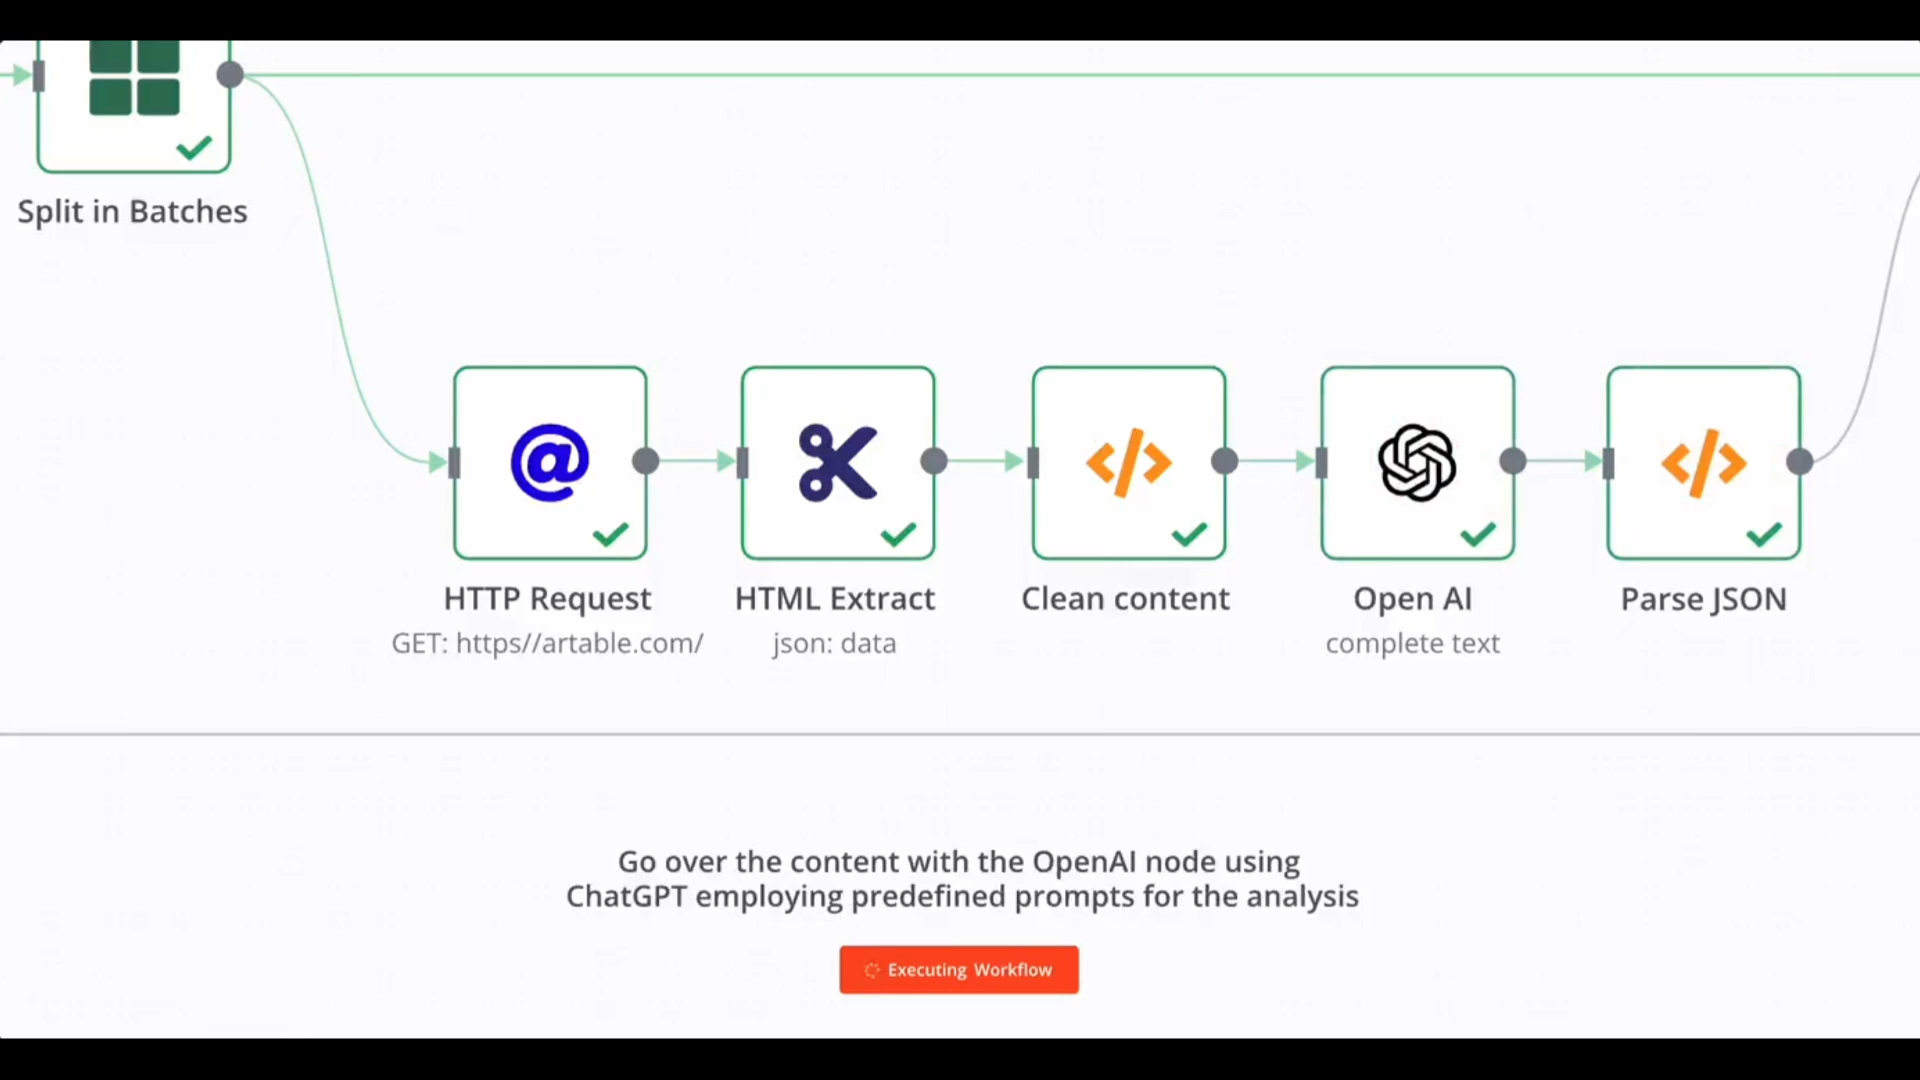 Split in Batches
HTTP Request
GET: https//artable.com/
HTML Extract
json: data
Clean content
Open AI
complete text
Parse JSON
Go over the content with the OpenAI node using
ChatGPT employing predefined prompts for the analysis
Executing Workflow